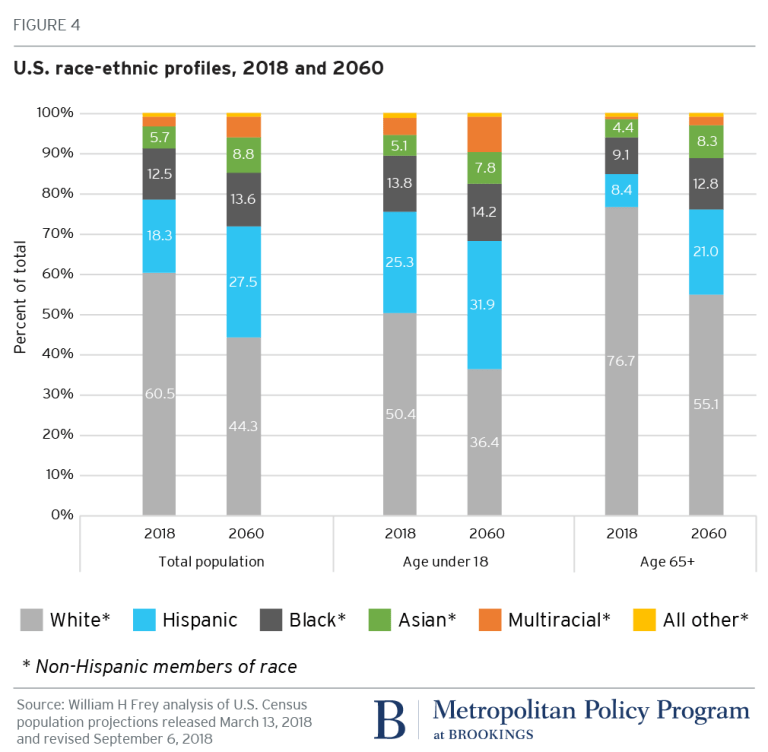 FIGURE 4
U.S. race-ethnic profiles, 2018 and 2060
Percent of total
100%
90%
80%
70%
60%
50%
40%
30%
20%
10%
0%
5.7
12.5
18.3
60.5
8.8
13.6
27.5
44.3
5.1
13.8
25.3
50.4
7.8
14.2
31.9
36.4
4.4
9.1
8.4
76.7
8.3
12.8
21.0
55.1
2018 2060 2018 2060 2018 2060
Total population Age under 18 Age 65+
White* Hispanic Black* Asian* Multiracial* All other*
* Non-Hispanic members of race
Source: William H Frey analysis of U.S. Census
population projections released March 13, 2018
and revised September 6, 2018
B Metropolitan Policy Program
at BROOKINGS